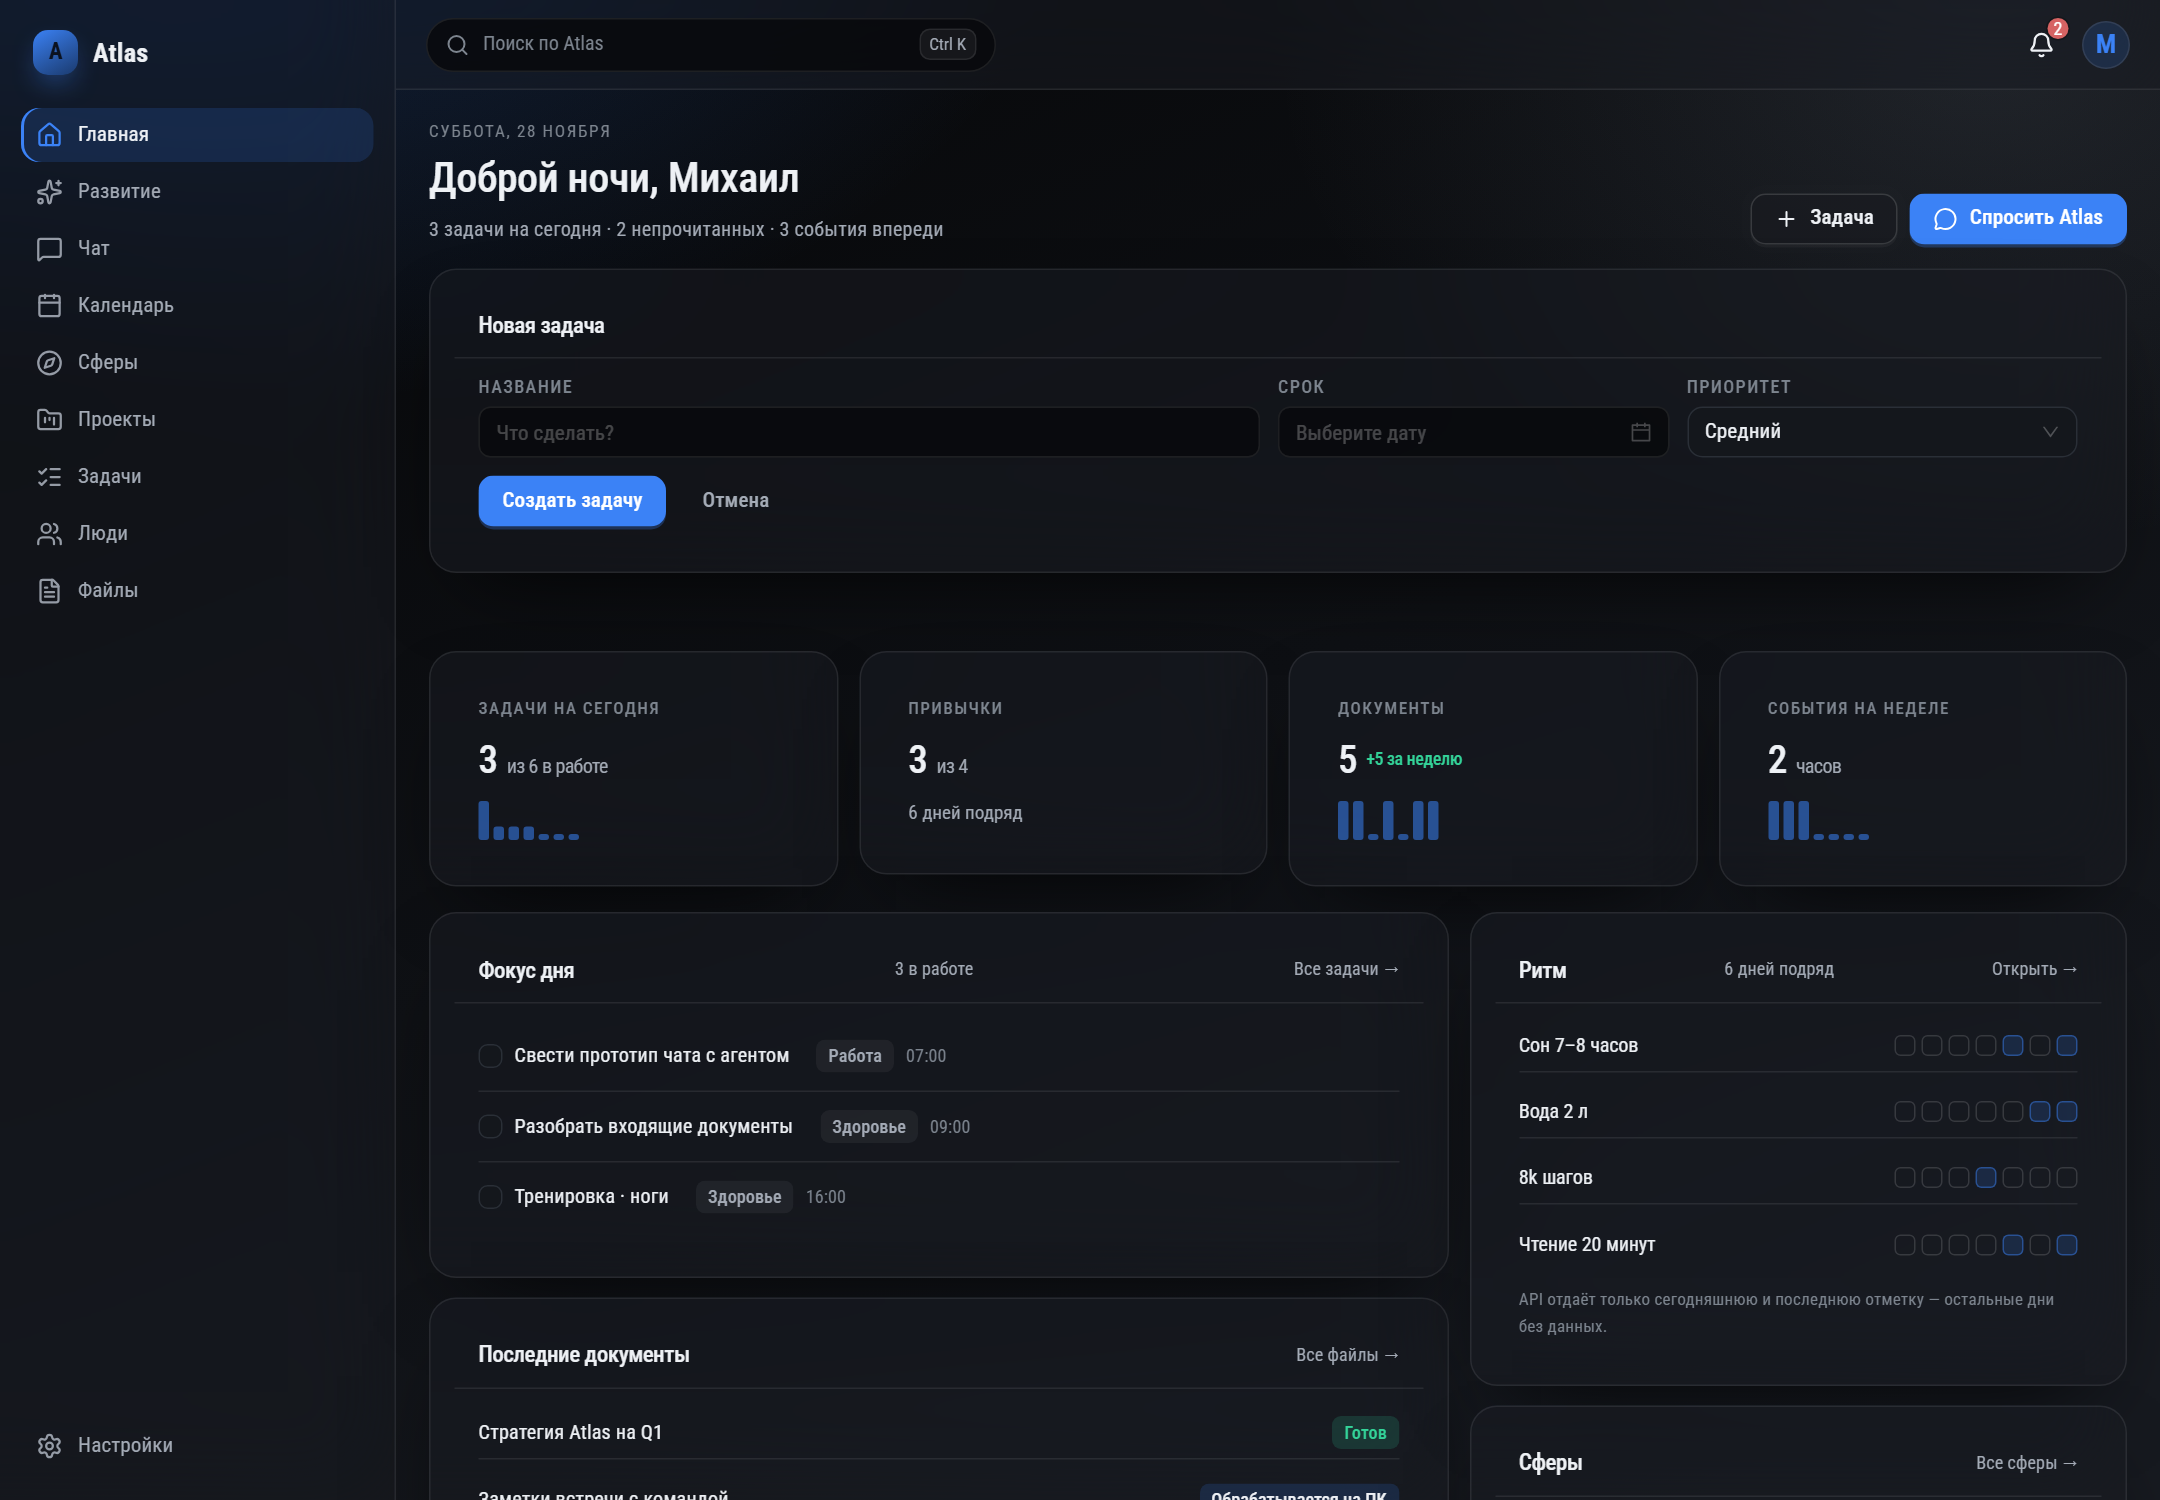 A
Atlas
Главная
Развитие
Чат
Календарь
Сферы
Проекты
Задачи
Люди
Файлы
Настройки
Поиск по Atlas
Ctrl K
2
М
СУББОТА, 28 НОЯБРЯ
Доброй ночи, Михаил
3 задачи на сегодня · 2 непрочитанных · 3 события впереди
Задача
Спросить Atlas
Новая задача
НАЗВАНИЕ
СРОК
ПРИОРИТЕТ
Что сделать?
Выберите дату
Средний
Создать задачу
Отмена
ЗАДАЧИ НА СЕГОДНЯ
3 из 6 в работе
ПРИВЫЧКИ
3 из 4
6 дней подряд
ДОКУМЕНТЫ
5 +5 за неделю
СОБЫТИЯ НА НЕДЕЛЕ
2 часов
Фокус дня
3 в работе
Все задачи →
Свести прототип чата с агентом Работа 07:00
Разобрать входящие документы Здоровье 09:00
Тренировка · ноги Здоровье 16:00
Последние документы
Все файлы →
Стратегия Atlas на Q1 Готов
Заметки встречи с командой Обрабатывается на ПК
Ритм
6 дней подряд
Открыть →
Сон 7–8 часов
Вода 2 л
8k шагов
Чтение 20 минут
API отдаёт только сегодняшнюю и последнюю отметку — остальные дни
без данных.
Сферы
Все сферы →